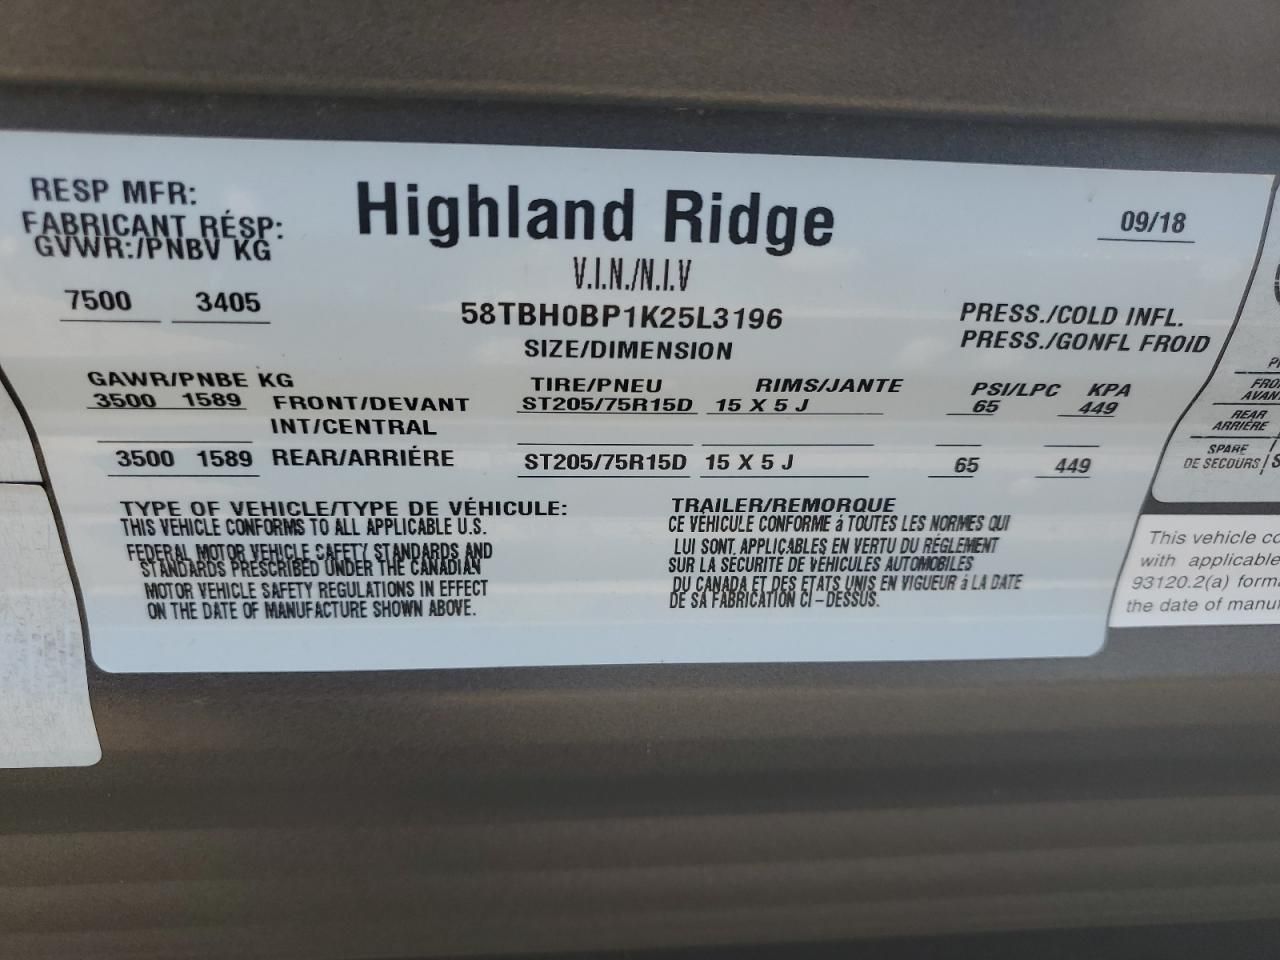 RESP MFR:
FABRICANT RÉSP:
Highland Ridge
09/18
GVWR:/PNBV KG
7500 3405
V.I.N./N.I.V
58TBH0BP1K25L3196
PRESS./COLD INFL.
PRESS./GONFL FROID
SIZE/DIMENSION
GAWR/PNBE KG TIRE/PNEU RIMS/JANTE PSI/LPC KPA
3500 1589 FRONT/DEVANT ST205/75R15D 15 X 5 J 65 449
INT/CENTRAL
3500 1589 REAR/ARRIÉRE ST205/75R15D 15 X 5 J 65 449
TYPE OF VEHICLE/TYPE DE VÉHICULE: TRAILER/REMORQUE
THIS VEHICLE CONFORMS TO ALL APPLICABLE U.S.
FEDERAL MOTOR VEHICLE SAFETY STANDARDS AND
STANDARDS PRESCRIBED UNDER THE CANADIAN
MOTOR VEHICLE SAFETY REGULATIONS IN EFFECT
ON THE DATE OF MANUFACTURE SHOWN ABOVE.
CE VÉHICULE CONFORME á TOUTES LES NORMES QUI
LUI SONT, APPLICABLES EN VERTU DU RÉGLEMENT
SUR LA SÉCURITE DE VÉHICULES AUTOMOBILES
DU CANADA ET DES ETATS UNIS EN VIGUEUR á LA DATE
DE SA FABRICATION CI-DESSUS.
REAR
ARRIÉRE
SPARE
DE SECOURS
This vehicle
with applicable
93120.2(a)
the date of